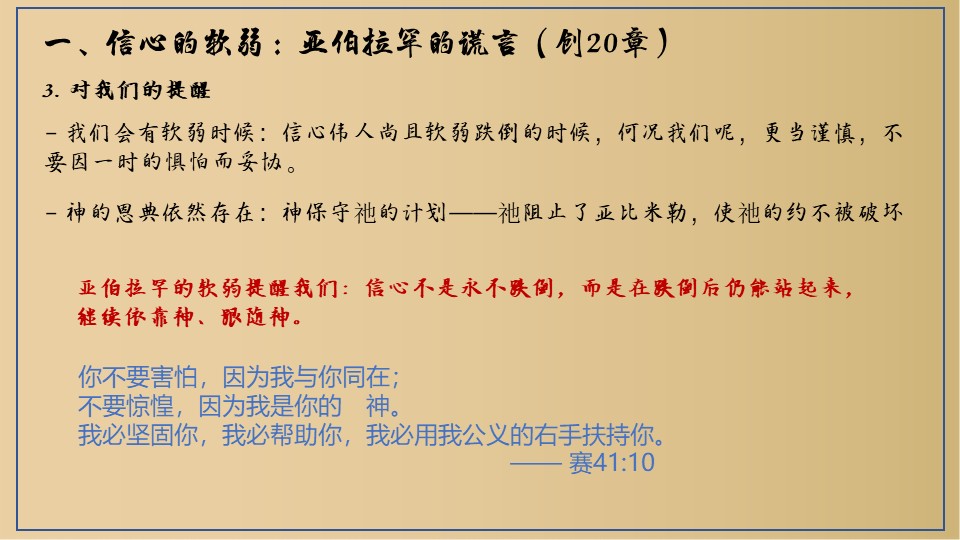 一、信心的软弱：亚伯拉罕的谎言（创20章）
3. 对我们的提醒
– 我们会有软弱时候：信心伟人尚且软弱跌倒的时候，何况我们呢，更当谨慎，不
要因一时的惧怕而妥协。
– 神的恩典依然存在：神保守祂的计划——祂阻止了亚比米勒，使祂的约不被破坏
亚伯拉罕的软弱提醒我们：信心不是永不跌倒，而是在跌倒后仍能站起来，
继续依靠神、跟随神。
你不要害怕，因为我与你同在；
不要惊惶，因为我是你的　神。
我必坚固你，我必帮助你，我必用我公义的右手扶持你。
—— 赛41:10